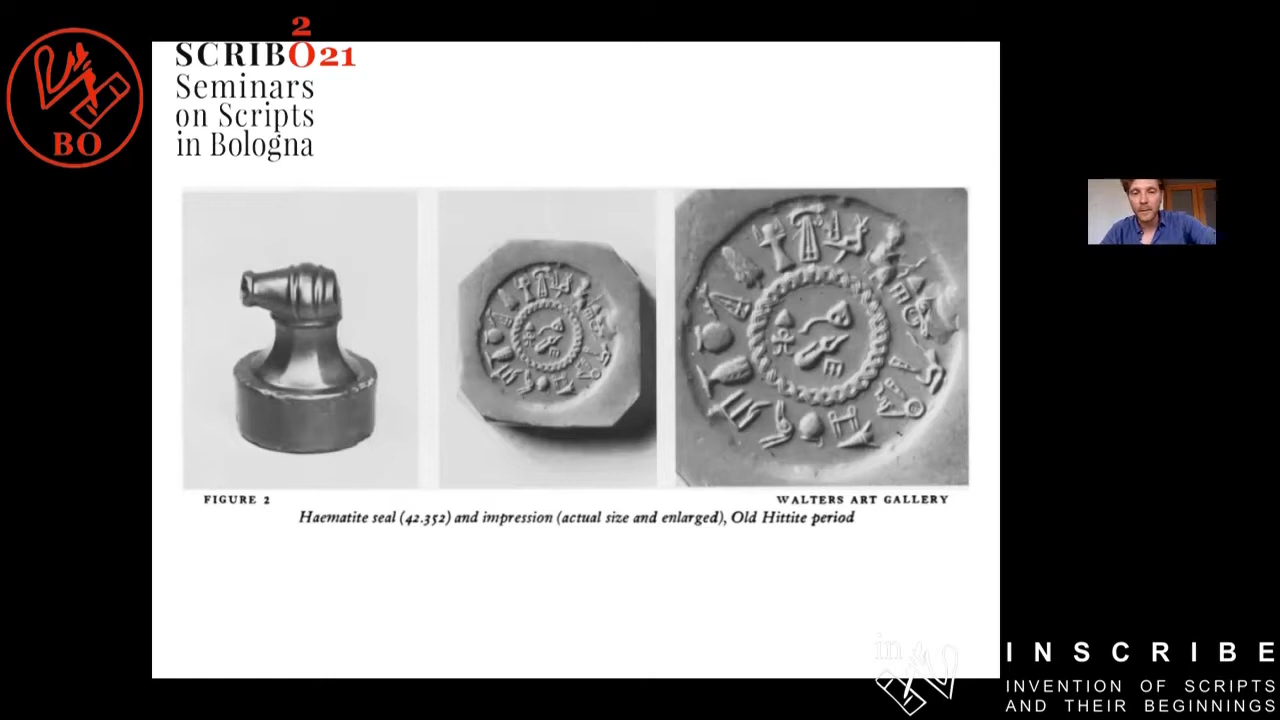 2
SCRIBO21
Seminars
on Scripts
in Bologna
BO
FIGURE 2
WALTERS ART GALLERY
Haematite seal (42.352) and impression (actual size and enlarged), Old Hittite period
in
INSCRIBE
INVENTION OF SCRIPTS
AND THEIR BEGINNINGS